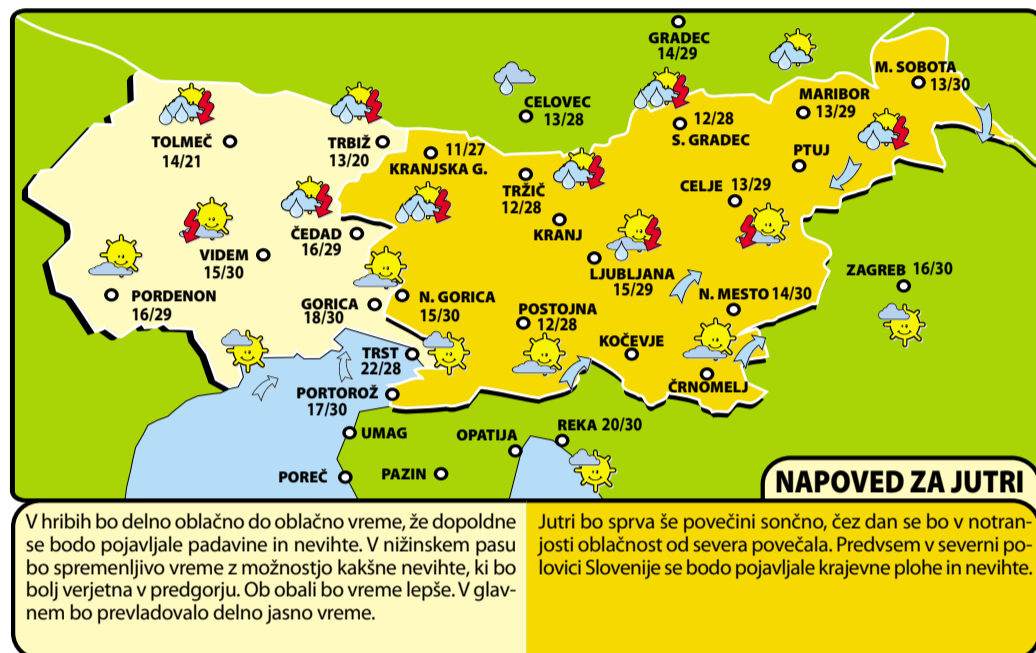 GRADEC
14/29
M. SOBOTA
13/30
MARIBOR
13/29
CELOVEC
13/28
12/28
S. GRADEC
TOLMEČ
14/21
TRBIŽ
13/20
11/27
KRANJSKA G.
PTUJ
TRŽIČ
12/28
CELJE 13/29
KRANJ
ČEDAD
16/29
VIDEM
15/30
LJUBLJANA
15/29
ZAGREB 16/30
PORDENON
16/29
GORICA
18/30
N. GORICA
15/30
N. MESTO 14/30
POSTOJNA
12/28
KOČEVJE
TRST
22/28
ČRNOMELJ
PORTOROŽ
17/30
UMAG
OPATIJA
REKA 20/30
POREČ
PAZIN
NAPOVED ZA JUTRI
V hribih bo delno oblačno do oblačno vreme, že dopoldne
se bodo pojavljale padavine in nevihte. V nižinskem pasu
bo spremenljivo vreme z možnostjo kakšne nevihte, ki bo
bolj verjetna v predgorju. Ob obali bo vreme lepše. V glav-
nem bo prevladovalo delno jasno vreme.
Jutri bo sprva še povečini sončno, čez dan se bo v notran-
josti oblačnost od severa povečala. Predvsem v severni po-
lovici Slovenije se bodo pojavljale krajevne plohe in nevihte.